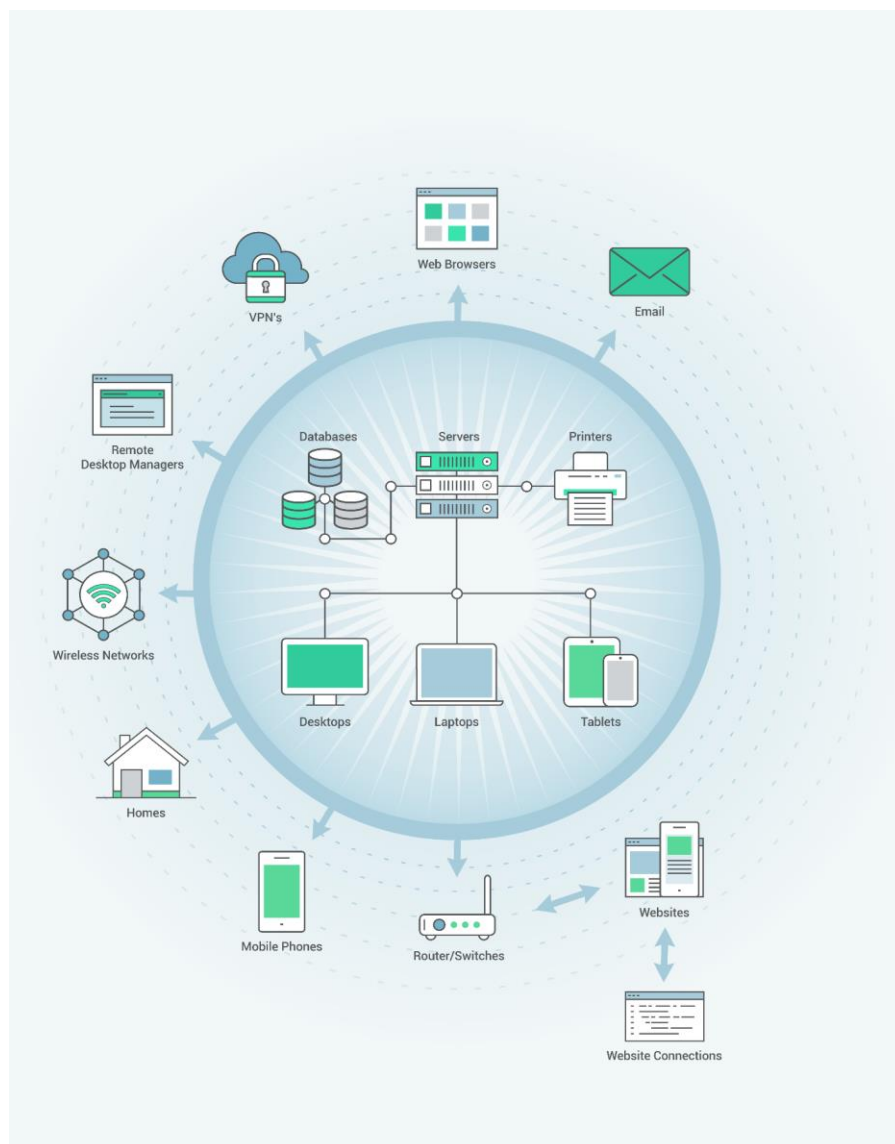 Web Browsers
VPN's
Email
Remote
Desktop Managers
Databases
Servers
Printers
Wireless Networks
Desktops
Laptops
Tablets
Homes
Mobile Phones
Router/Switches
Websites
Website Connections